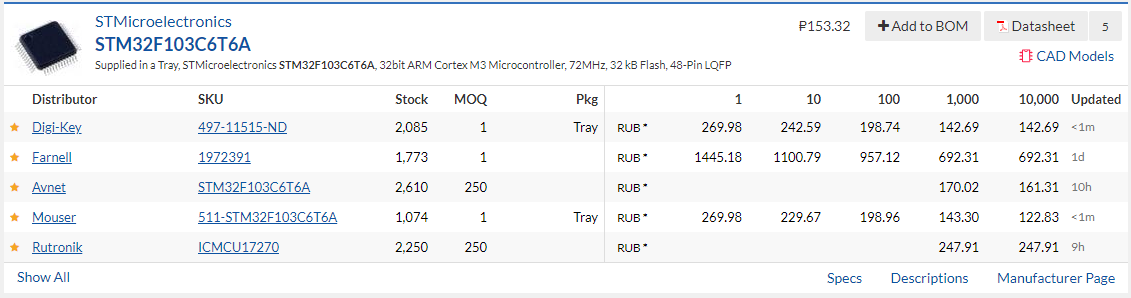 STMicroelectronics
STM32F103C6T6A
Supplied in a Tray, STMicroelectronics STM32F103C6T6A, 32bit ARM Cortex M3 Microcontroller, 72MHz, 32 kB Flash, 48-Pin LQFP
₽153.32 Add to BOM Datasheet 5
CAD Models
Distributor SKU Stock MOQ Pkg 1 10 100 1,000 10,000 Updated
Digi-Key 497-11515-ND 2,085 1 Tray RUB * 269.98 242.59 198.74 142.69 142.69 <1m
Farnell 1972391 1,773 1 RUB * 1445.18 1100.79 957.12 692.31 692.31 1d
Avnet STM32F103C6T6A 2,610 250 RUB * 170.02 161.31 10h
Mouser 511-STM32F103C6T6A 1,074 1 Tray RUB * 269.98 229.67 198.96 143.30 122.83 <1m
Rutronik ICMCU17270 2,250 250 RUB * 247.91 247.91 9h
Show All Specs Descriptions Manufacturer Page